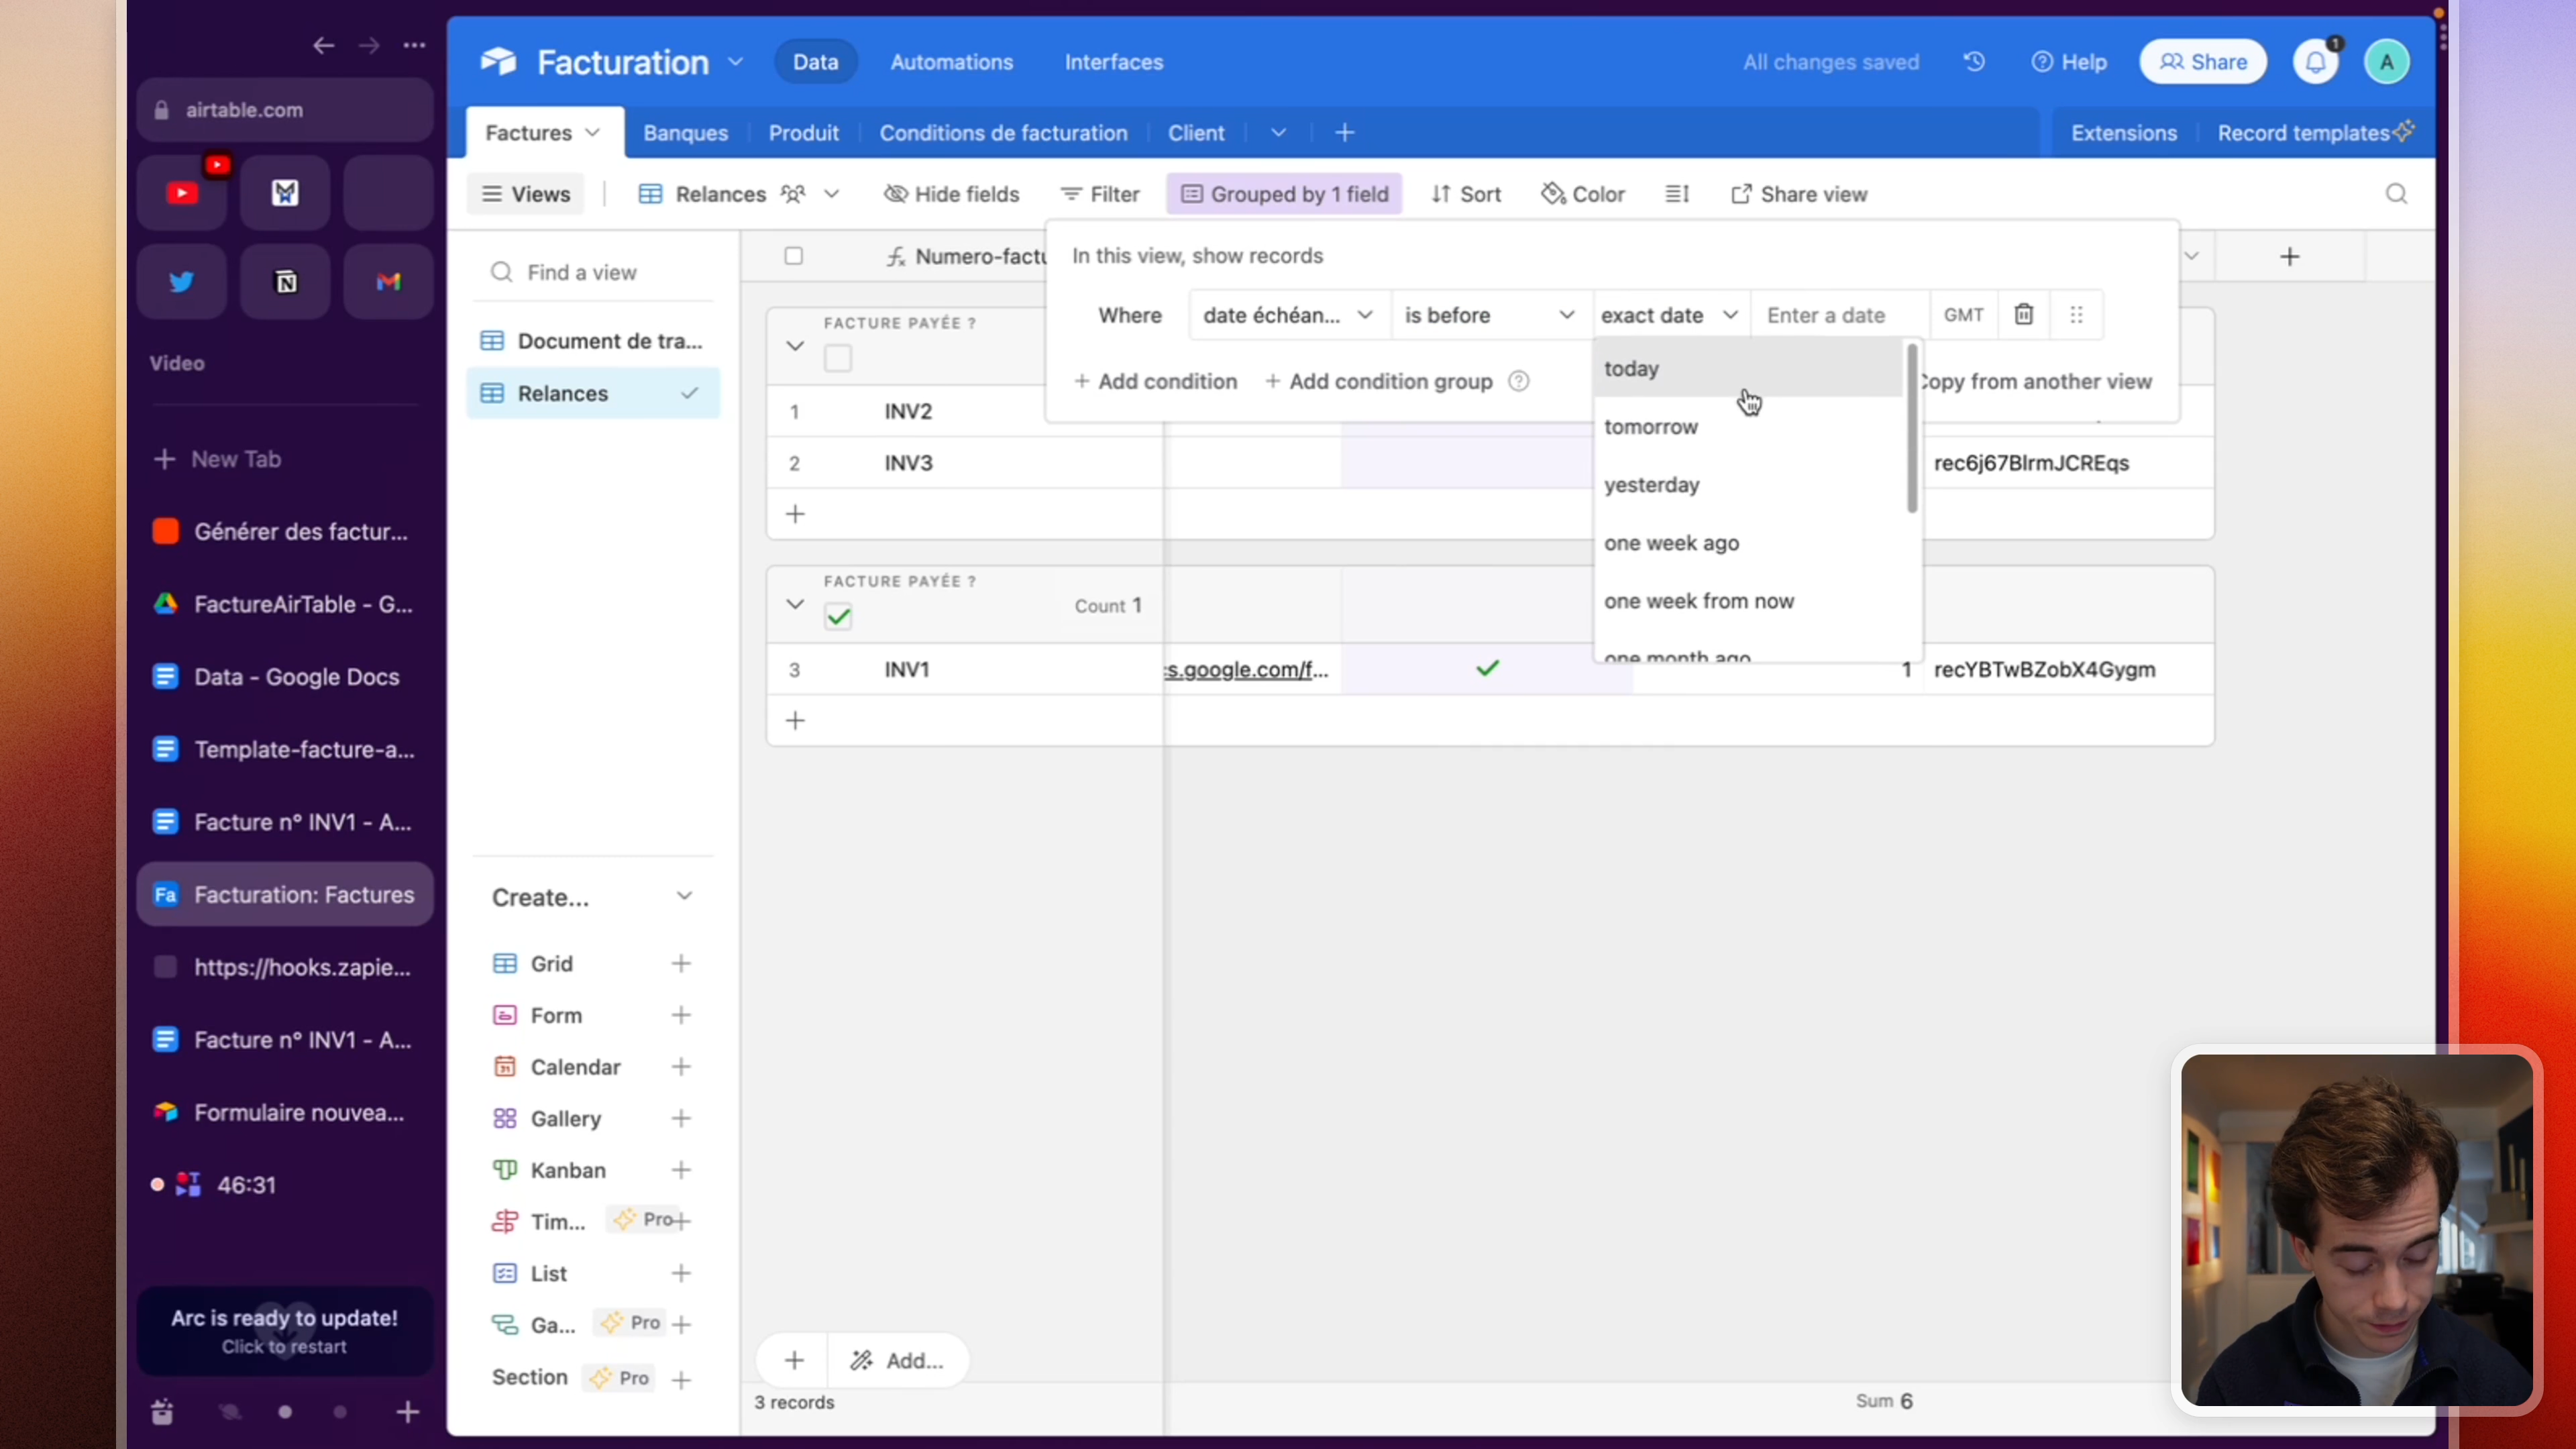 airtable.com
Video
New Tab
Générer des factur...
FactureAirTable - G...
Data - Google Docs
Template-facture-a...
Facture n° INV1 - A...
Fa Facturation: Factures
https://hooks.zapie...
Facture n° INV1 - A...
Formulaire nouvea...
46:31
Arc is ready to update!
Click to restart
Facturation
Data
Automations
Interfaces
All changes saved
Help
Share
1
A
Factures
Banques
Produit
Conditions de facturation
Client
Extensions
Record templates
Views
Relances
Hide fields
Filter
Grouped by 1 field
Sort
Color
Share view
Find a view
Document de tra...
Relances
Create...
Grid
Form
Calendar
Gallery
Kanban
Tim... Pro
List
Ga... Pro
Section Pro
Numero-factu
In this view, show records
Where date échéan... is before exact date Enter a date GMT
Add condition
Add condition group
Copy from another view
today
tomorrow
yesterday
one week ago
one week from now
one month ago
FACTURE PAYÉE ?
1 INV2
2 INV3 rec6j67BIrmJCREqs
FACTURE PAYÉE ?
Count 1
3 INV1 cs.google.com/f... 1 recYBTwBZobX4Gygm
Add...
3 records
Sum 6